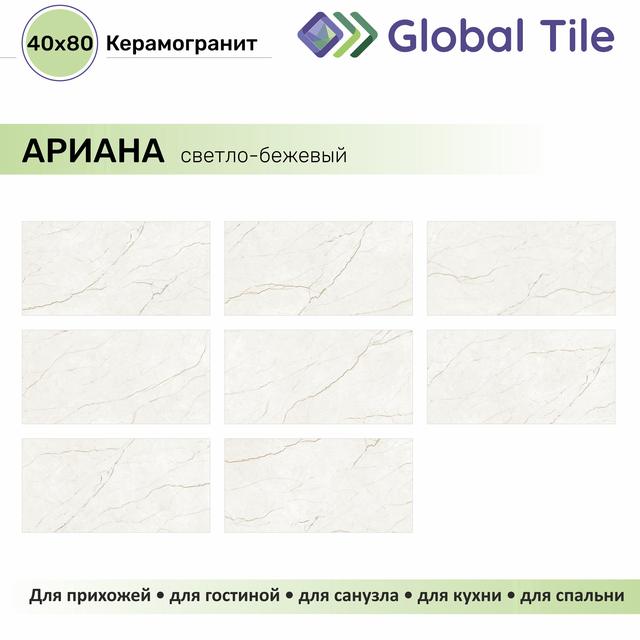 40x80 Керамогранит
Global Tile
АРИАНА светло-бежевый
Для прихожей • для гостиной • для санузла • для кухни • для спальни